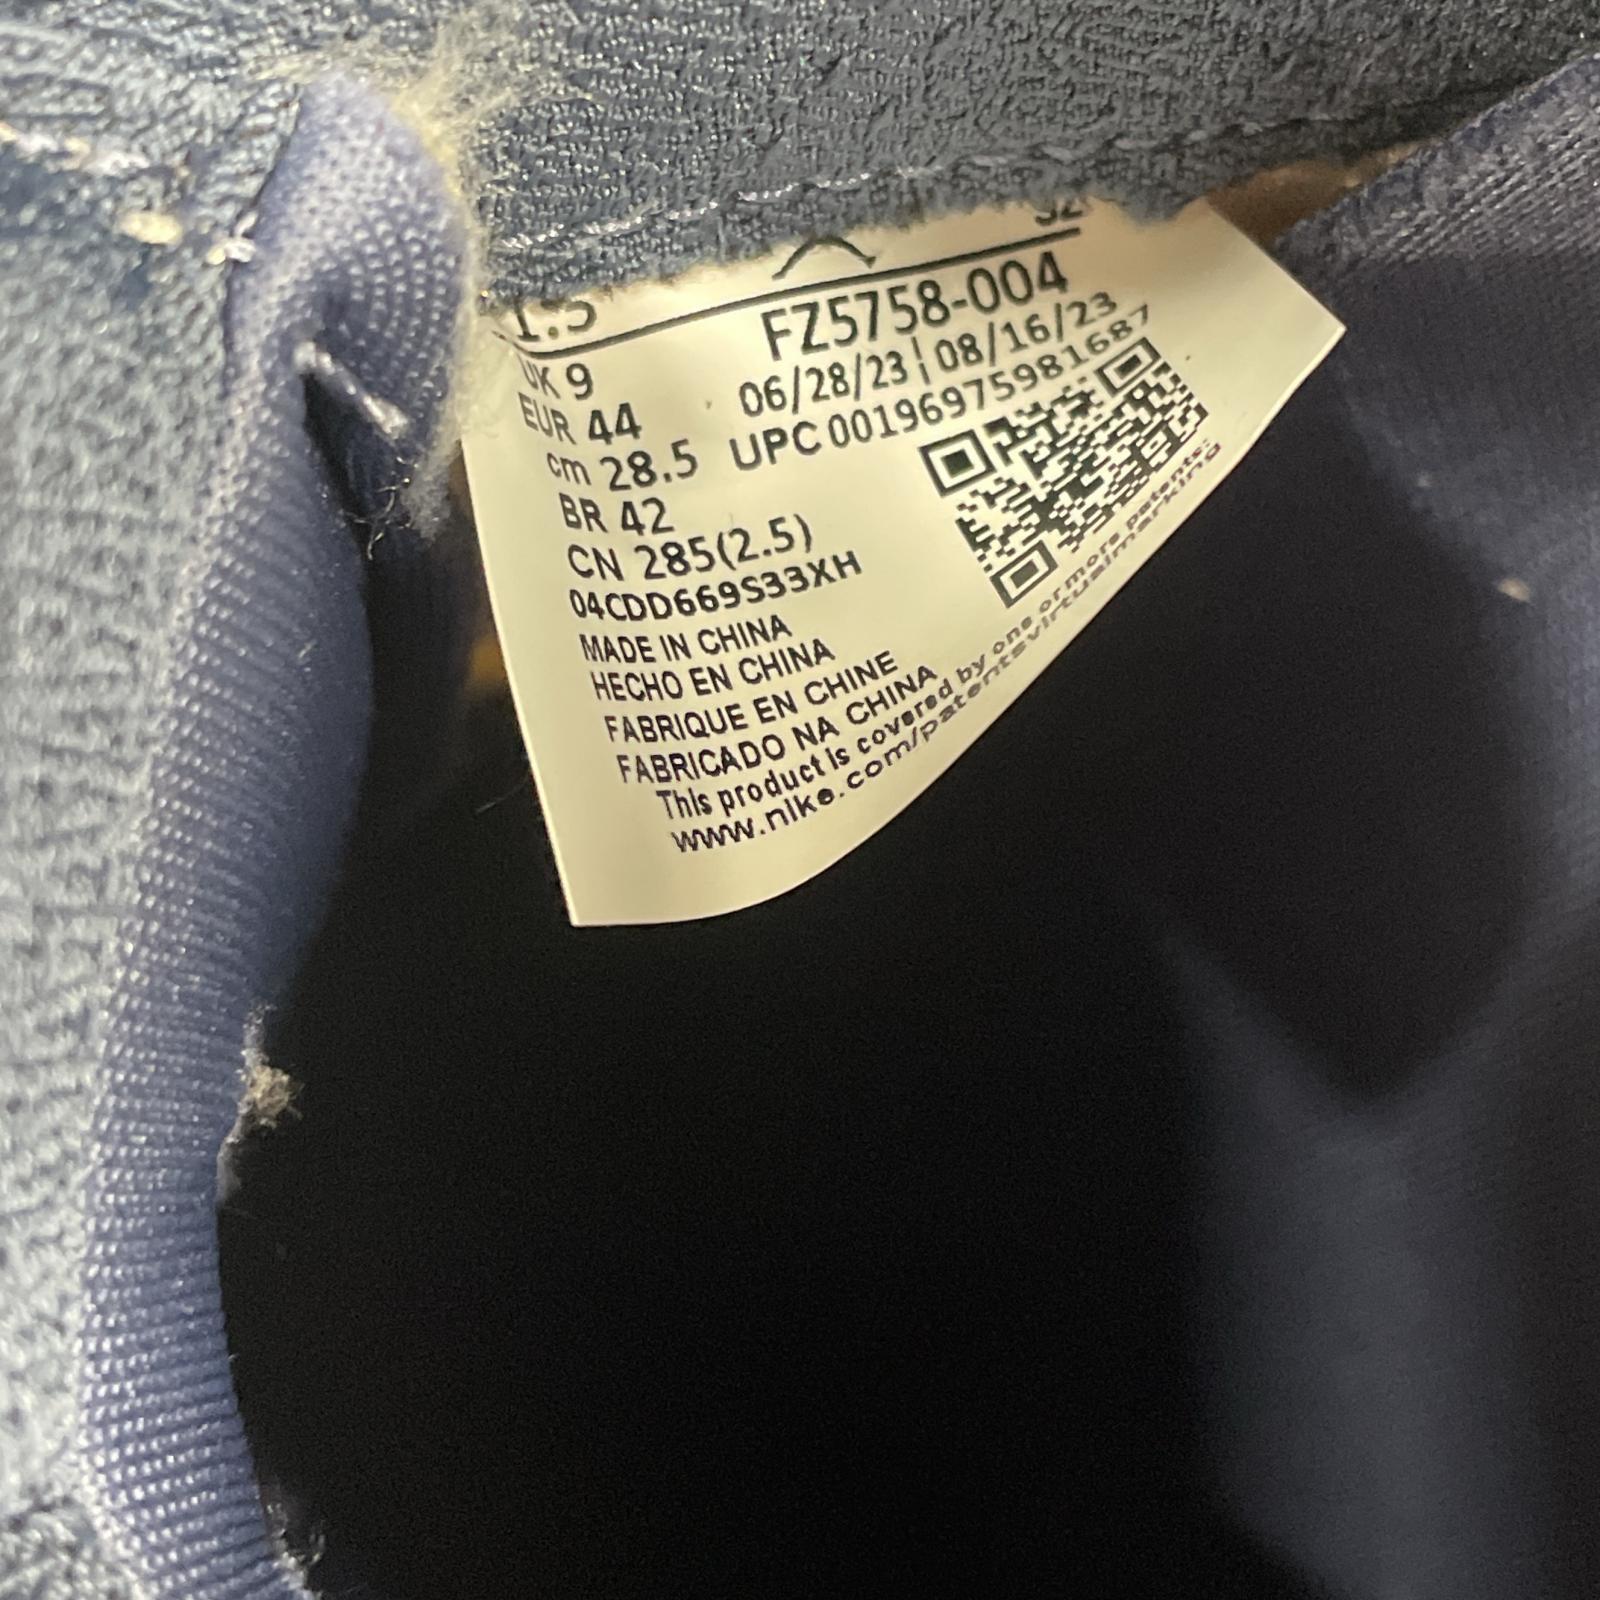 FZ5758-004
UK 9
06/28/23 | 08/16/23
EUR 44
UPC 00196975981687
cm 28.5
BR 42
CN 285(2.5)
04CDD669S33XH
MADE IN CHINA
HECHO EN CHINA
FABRIQUE EN CHINE
FABRICADO NA CHINA
This product is covered by one or more patents:
www.nike.com/patentsvirtualmarking